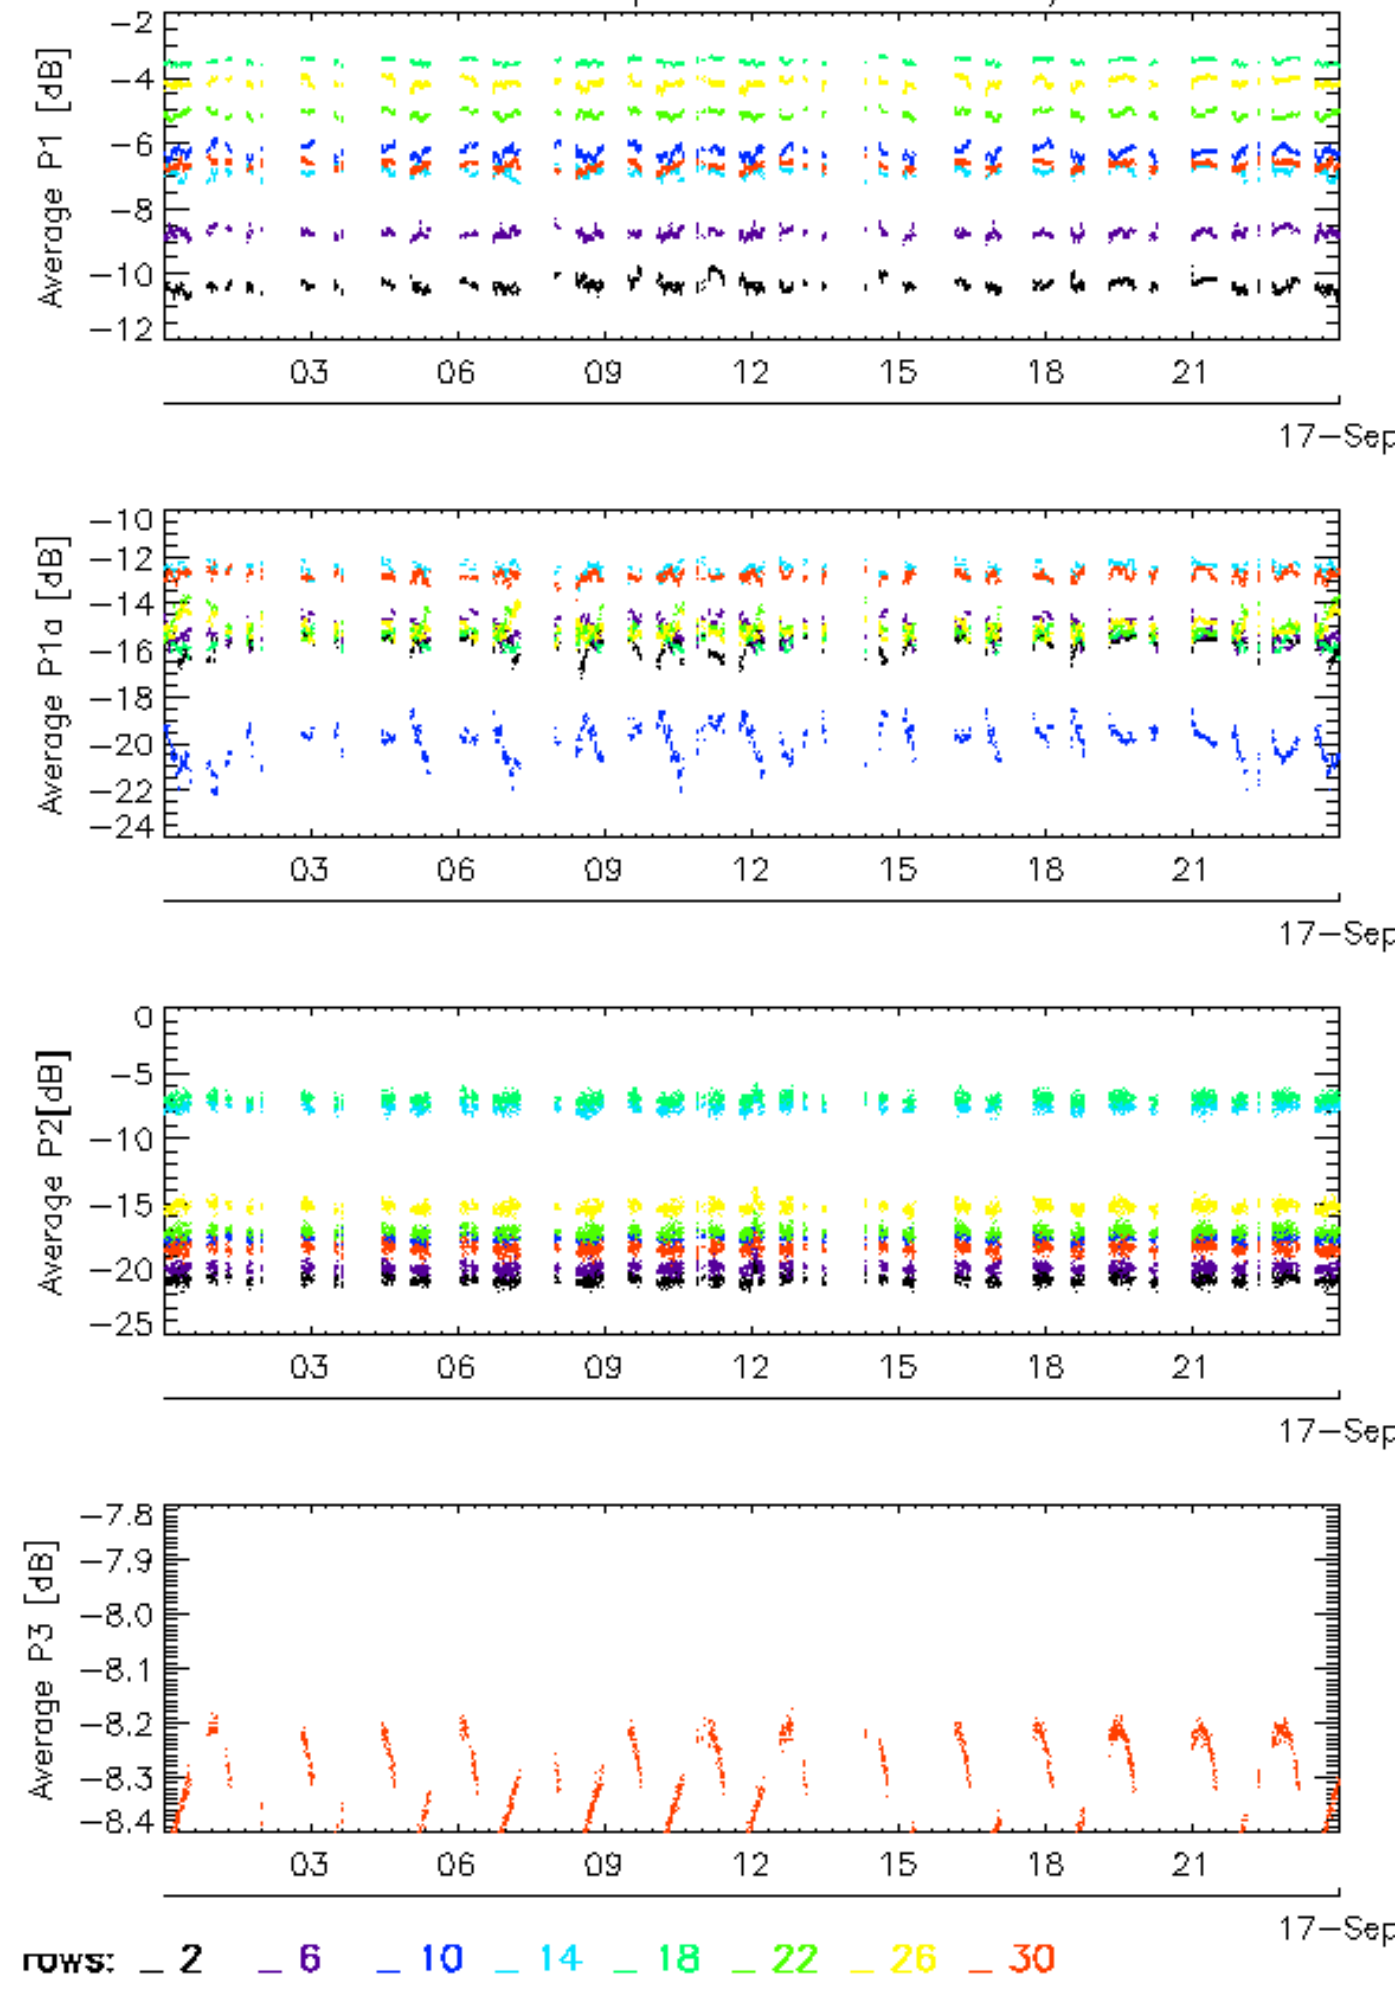 Average P1 [dB]
-2
-4
-6
-8
-10
-12
03 06 09 12 15 18 21
17-Sep
Average P1a [dB]
-10
-12
-14
-16
-18
-20
-22
-24
03 06 09 12 15 18 21
17-Sep
Average P2[dB]
0
-5
-10
-15
-20
-25
03 06 09 12 15 18 21
17-Sep
Average P3 [dB]
-7.8
-7.9
-8.0
-8.1
-8.2
-8.3
-8.4
03 06 09 12 15 18 21
17-Sep
rows: _ 2 _ 6 _ 10 _ 14 _ 18 _ 22 _ 26 _ 30